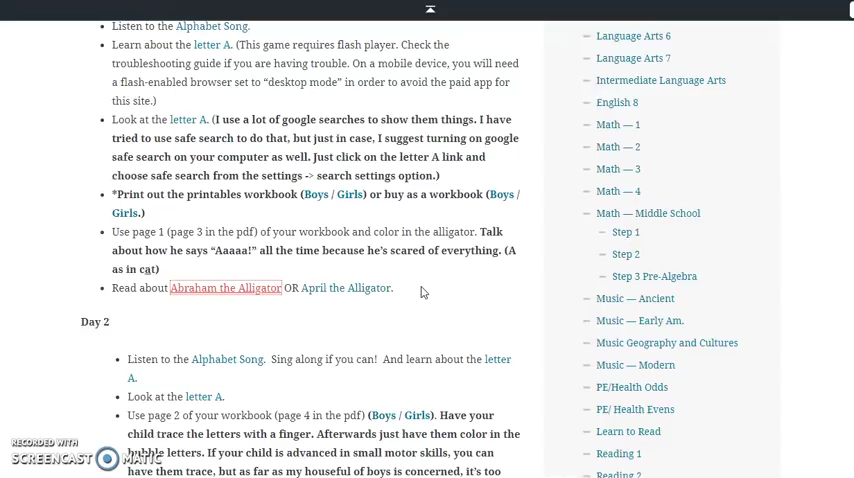 Listen to the Alphabet Song.
Learn about the letter A. (This game requires flash player. Check the
troubleshooting guide if you are having trouble. On a mobile device, you will need
a flash-enabled browser set to “desktop mode” in order to avoid the paid app for
this site.)
Look at the letter A. (I use a lot of google searches to show them things. I have
tried to use safe search to do that, but just in case, I suggest turning on google
safe search on your computer as well. Just click on the letter A link and
choose safe search from the settings -> search settings option.)
*Print out the printables workbook (Boys / Girls) or buy as a workbook (Boys /
Girls.)
Use page 1 (page 3 in the pdf) of your workbook and color in the alligator. Talk
about how he says “Aaaaa!” all the time because he’s scared of everything. (A
as in cat)
Read about Abraham the Alligator OR April the Alligator.
Day 2
Listen to the Alphabet Song. Sing along if you can! And learn about the letter
A.
Look at the letter A.
Use page 2 of your workbook (page 4 in the pdf) (Boys / Girls). Have your
child trace the letters with a finger. Afterwards just have them color in the
bubble letters. If your child is advanced in small motor skills, you can
have them trace, but as far as my houseful of boys is concerned, it’s too
Language Arts 6
Language Arts 7
Intermediate Language Arts
English 8
Math — 1
Math — 2
Math — 3
Math — 4
Math — Middle School
Step 1
Step 2
Step 3 Pre-Algebra
Music — Ancient
Music — Early Am.
Music Geography and Cultures
Music — Modern
PE/Health Odds
PE/ Health Evens
Learn to Read
Reading 1
Reading 2
RECORDED WITH
SCREENCAST MATIC